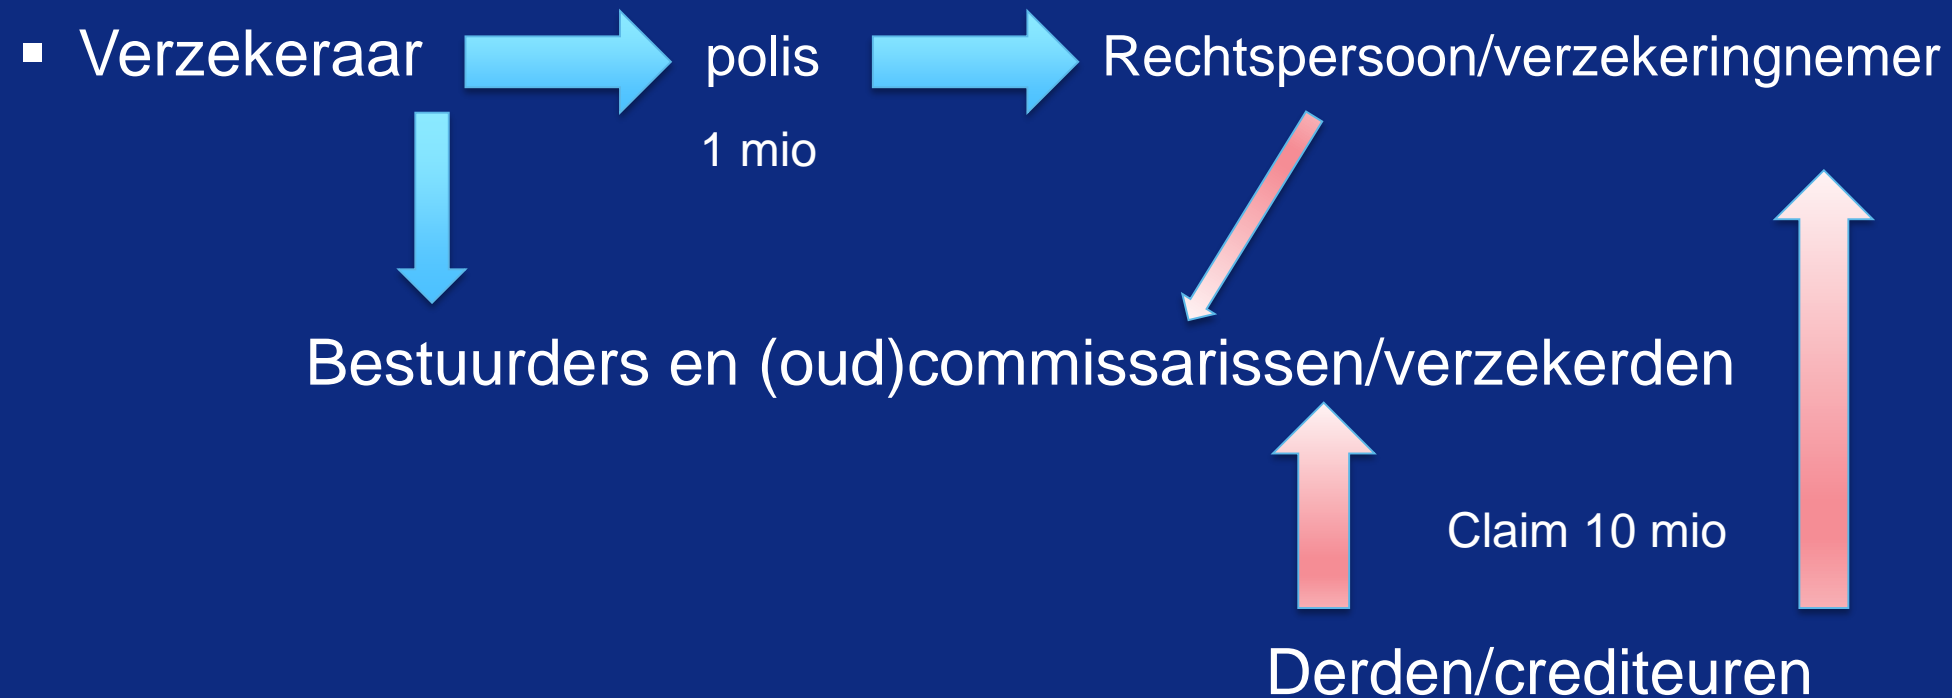 ▪ Verzekeraar polis Rechtspersoon/verzekeringnemer
1 mio
Bestuurders en (oud)commissarissen/verzekerden
Claim 10 mio
Derden/crediteuren